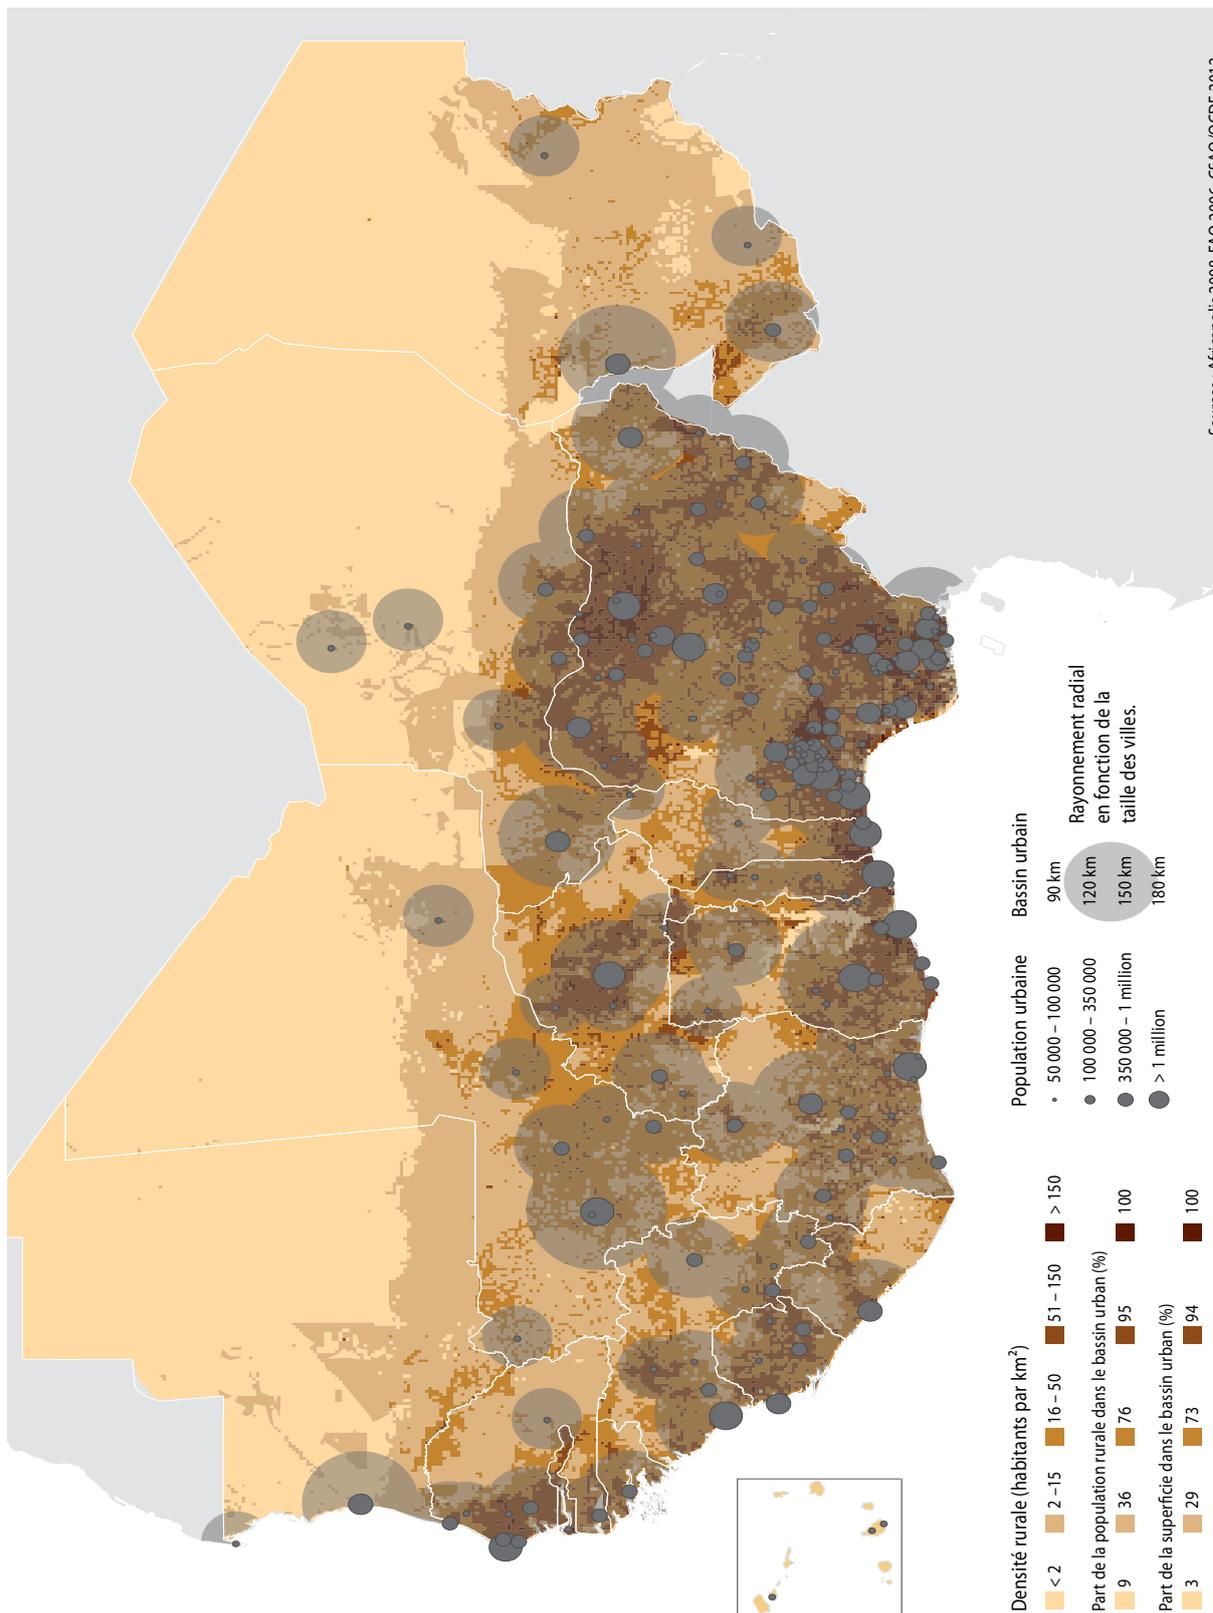 Densité rurale (habitants par km²)
< 2
2 –15
16 – 50
51 – 150
> 150
Part de la population rurale dans le bassin urban (%)
9
36
76
95
100
Part de la superficie dans le bassin urban (%)
3
29
73
94
100
Population urbaine
50 000 – 100 000
100 000 – 350 000
350 000 – 1 million
> 1 million
Bassin urbain
90 km
120 km
150 km
180 km
Rayonnement radial
en fonction de la
taille des villes.